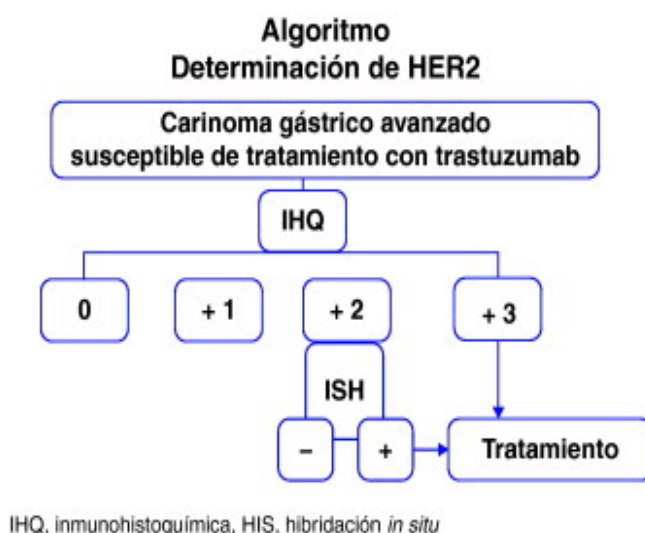 Algoritmo
Determinación de HER2
Carinoma gástrico avanzado
susceptible de tratamiento con trastuzumab
IHQ
0 + 1 + 2 + 3
ISH
– + Tratamiento
IHQ, inmunohistoquímica, HIS, hibridación in situ